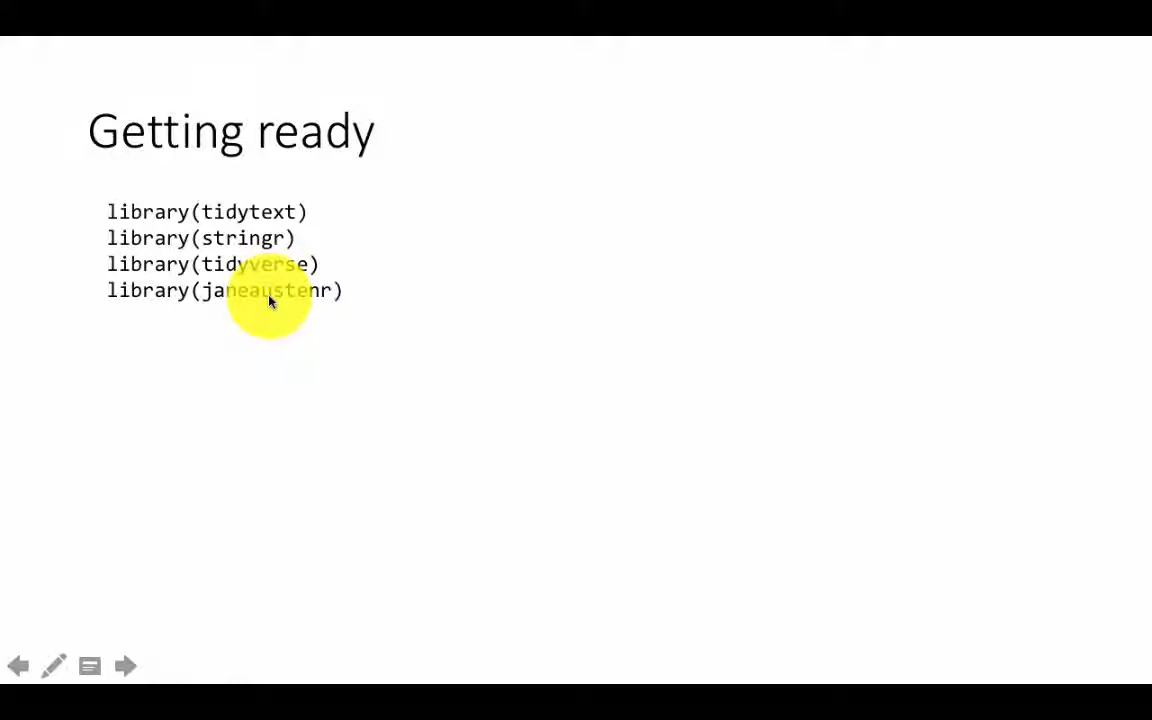 Getting ready
library(tidytext)
library(stringr)
library(tidyverse)
library(janeaustenr)